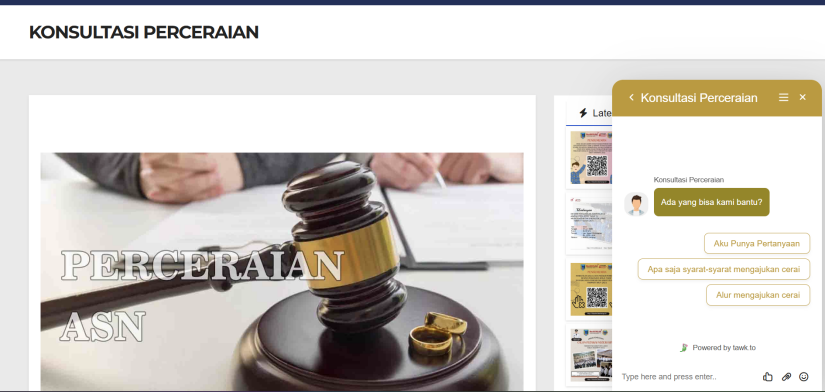 KONSULTASI PERCERAIAN
PERCERAIAN
ASN
Late
Konsultasi Perceraian
Konsultasi Perceraian
Ada yang bisa kami bantu?
Aku Punya Pertanyaan
Apa saja syarat-syarat mengajukan cerai
Alur mengajukan cerai
Powered by tawk.to
Type here and press enter..